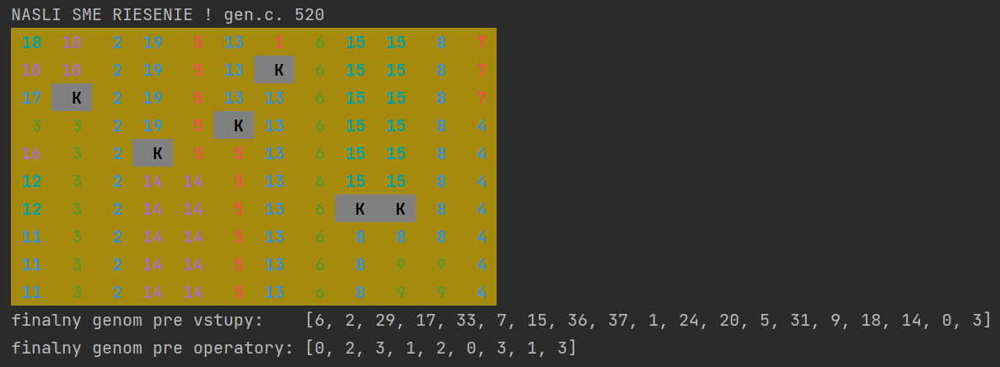 NASLI SME RIESENIE ! gen.c. 520
18 10 2 19 5 13 1 6 15 15 8 7
10 10 2 19 5 13 K 6 15 15 8 7
17 K 2 19 5 13 13 6 15 15 8 7
3 3 2 19 5 K 13 6 15 15 8 4
16 3 2 K 5 5 13 6 15 15 8 4
12 3 2 14 14 5 13 6 15 15 8 4
12 3 2 14 14 5 13 6 K K 8 4
11 3 2 14 14 5 13 6 8 8 8 4
11 3 2 14 14 5 13 6 8 9 9 4
11 3 2 14 14 5 13 6 8 9 9 4
finalny genom pre vstupy: [6, 2, 29, 17, 33, 7, 15, 36, 37, 1, 24, 20, 5, 31, 9, 18, 14, 0, 3]
finalny genom pre operatory: [0, 2, 3, 1, 2, 0, 3, 1, 3]